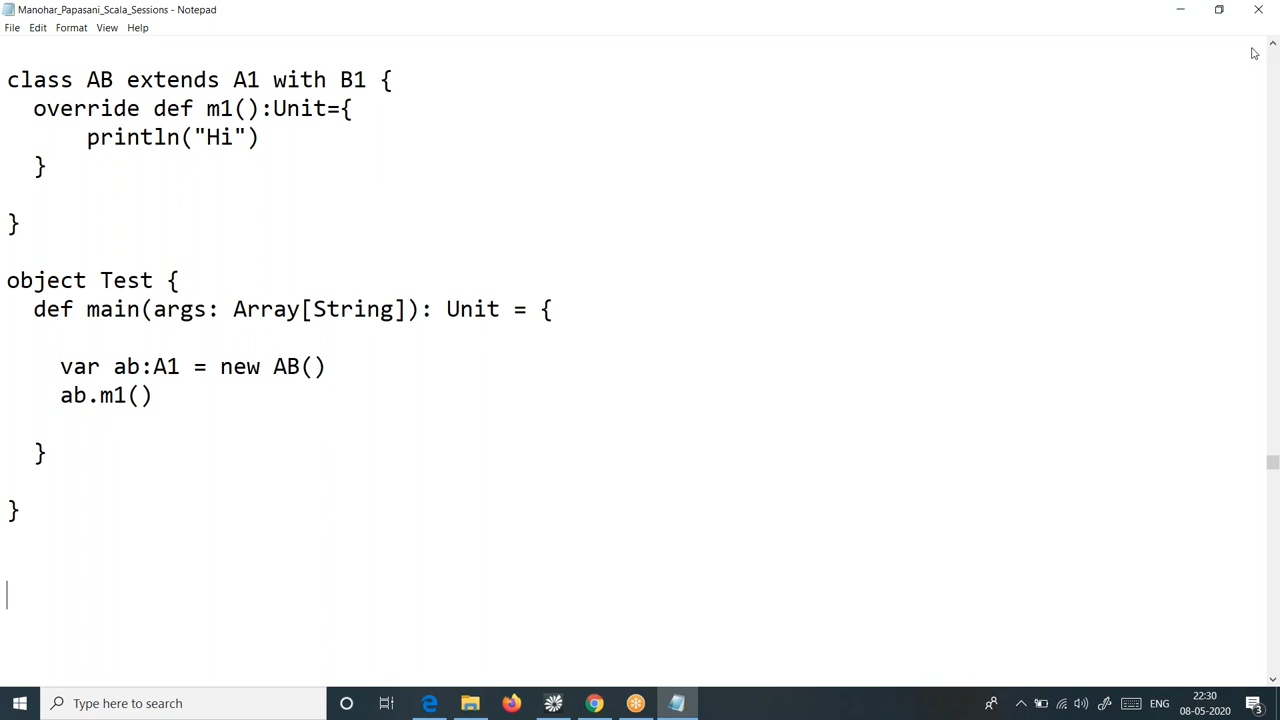 Manohar_Papasani_Scala_Sessions - Notepad
File Edit Format View Help
class AB extends A1 with B1 {
  override def m1():Unit={
      println("Hi")
  }
}
object Test {
  def main(args: Array[String]): Unit = {
    var ab:A1 = new AB()
    ab.m1()
  }
}
Type here to search
ENG
22:30
08-05-2020
3